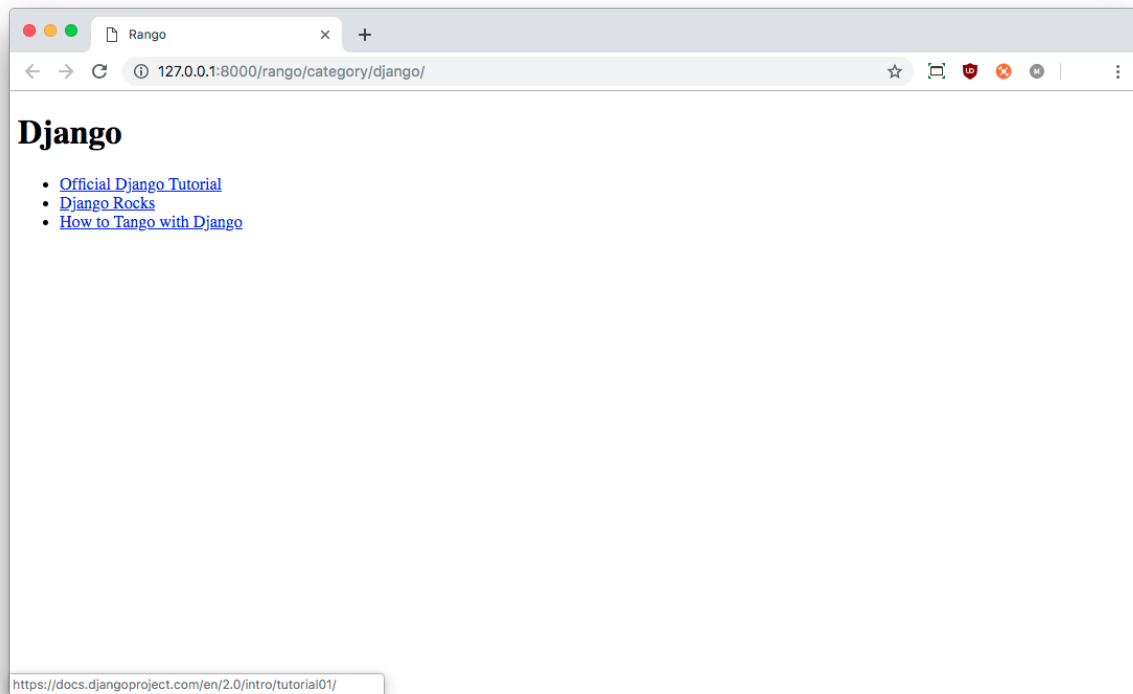 Rango
127.0.0.1:8000/rango/category/django/
Django
Official Django Tutorial
Django Rocks
How to Tango with Django
https://docs.djangoproject.com/en/2.0/intro/tutorial01/